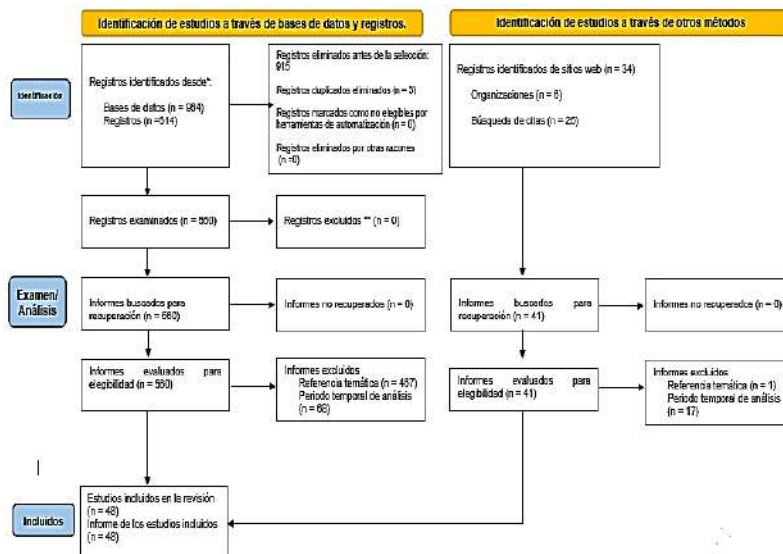 Identificación de estudios a través de bases de datos y registros.
Identificación de estudios a través de otros métodos
Identificación
Registros identificados desde*:
Bases de datos (n = 964)
Registros (n =514)
Registros eliminados antes de la selección:
915
Registros duplicados eliminados (n = 3)
Registros marcados como no elegibles por
herramientas de automatización (n = 0)
Registros eliminados por otras razones
(n =0)
Registros identificados de sitios web (n = 34)
Organizaciones (n = 6)
Búsqueda de citas (n = 25)
Registros examinados (n = 560)
Registros excluidos ** (n = 0)
Examen/
Análisis
Informes buscados para
recuperación (n = 560)
Informes no recuperados (n = 0)
Informes buscados para
recuperación (n = 41)
Informes no recuperados (n = 0)
Informes evaluados para
elegibilidad (n = 560)
Informes excluidos
Referencia temática (n = 467)
Periodo temporal de análisis
(n = 68)
Informes evaluados para
elegibilidad (n = 41)
Informes excluidos
Referencia temática (n = 1)
Periodo temporal de análisis
(n = 17)
Incluidos
Estudios incluidos en la revisión
(n = 48)
Informe de los estudios incluidos
(n = 48)